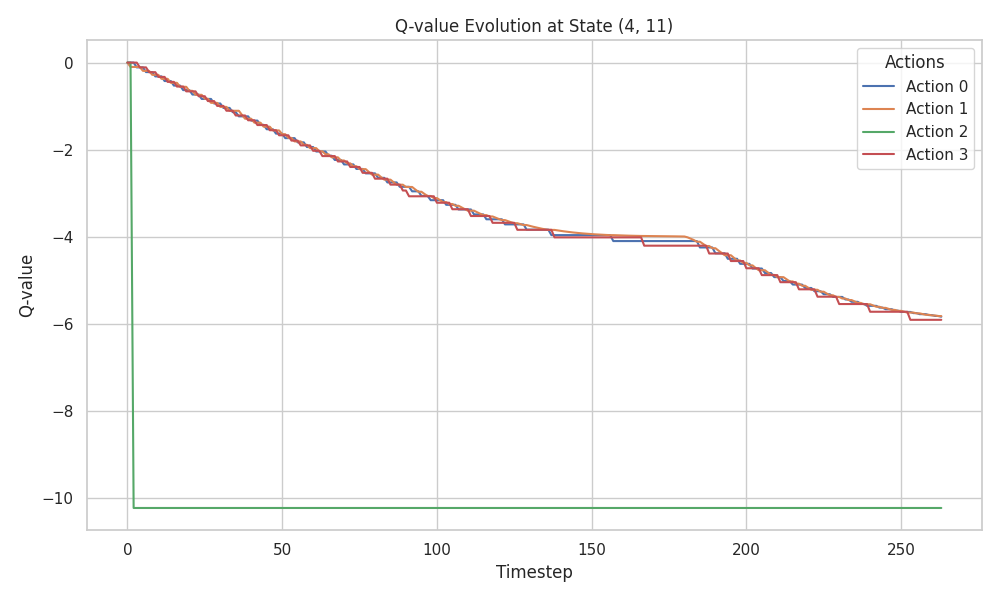 Q-value Evolution at State (4, 11)
Actions
Action 0
Action 1
Action 2
Action 3
Q-value
0
−2
−4
−6
−8
−10
0 50 100 150 200 250
Timestep